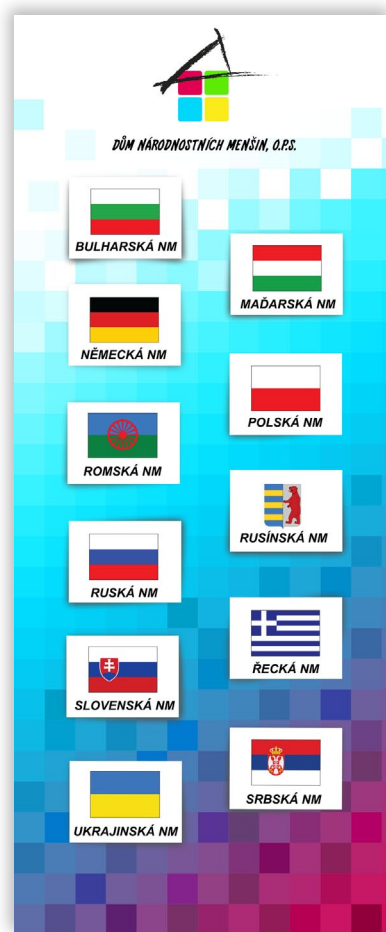 DŮM NÁRODNOSTNÍCH MENŠIN, O.P.S.
BULHARSKÁ NM
MAĎARSKÁ NM
NĚMECKÁ NM
POLSKÁ NM
ROMSKÁ NM
RUSÍNSKÁ NM
RUSKÁ NM
ŘECKÁ NM
SLOVENSKÁ NM
SRBSKÁ NM
UKRAJINSKÁ NM